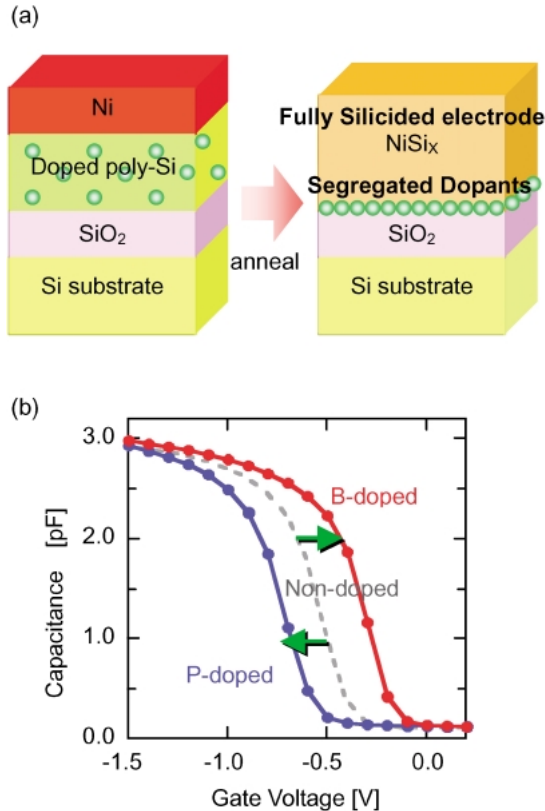 (a)
Ni
Doped poly-Si
SiO2
Si substrate
anneal
Fully Silicided electrode
NiSiX
Segregated Dopants
SiO2
Si substrate
(b)
3.0
2.0
1.0
0.0
Capacitance [pF]
B-doped
Non-doped
P-doped
-1.5 -1.0 -0.5 0.0
Gate Voltage [V]